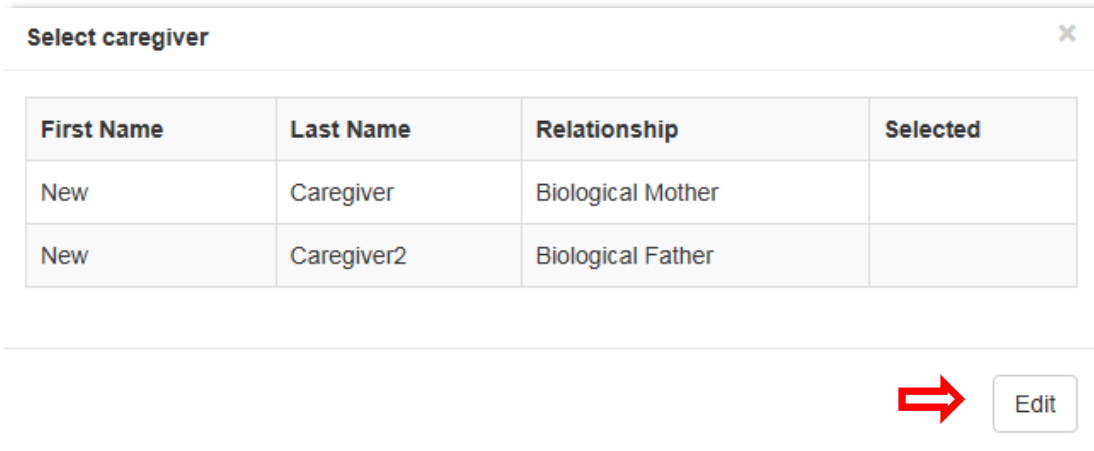 Select caregiver ×
First Name Last Name Relationship Selected
New Caregiver Biological Mother
New Caregiver2 Biological Father
Edit